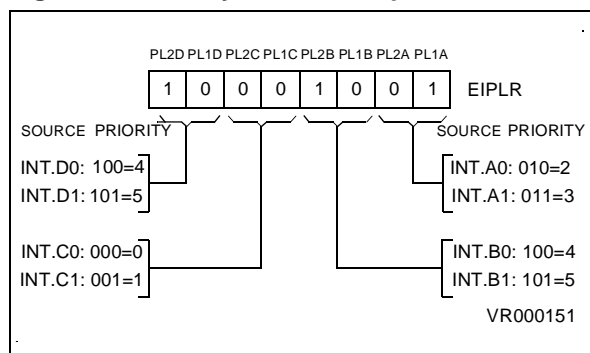 PL2D PL1D PL2C PL1C PL2B PL1B PL2A PL1A
1 0 0 0 1 0 0 1 EIPLR
SOURCE PRIORITY
INT.D0: 100=4
INT.D1: 101=5
INT.C0: 000=0
INT.C1: 001=1
SOURCE PRIORITY
INT.A0: 010=2
INT.A1: 011=3
INT.B0: 100=4
INT.B1: 101=5
VR000151